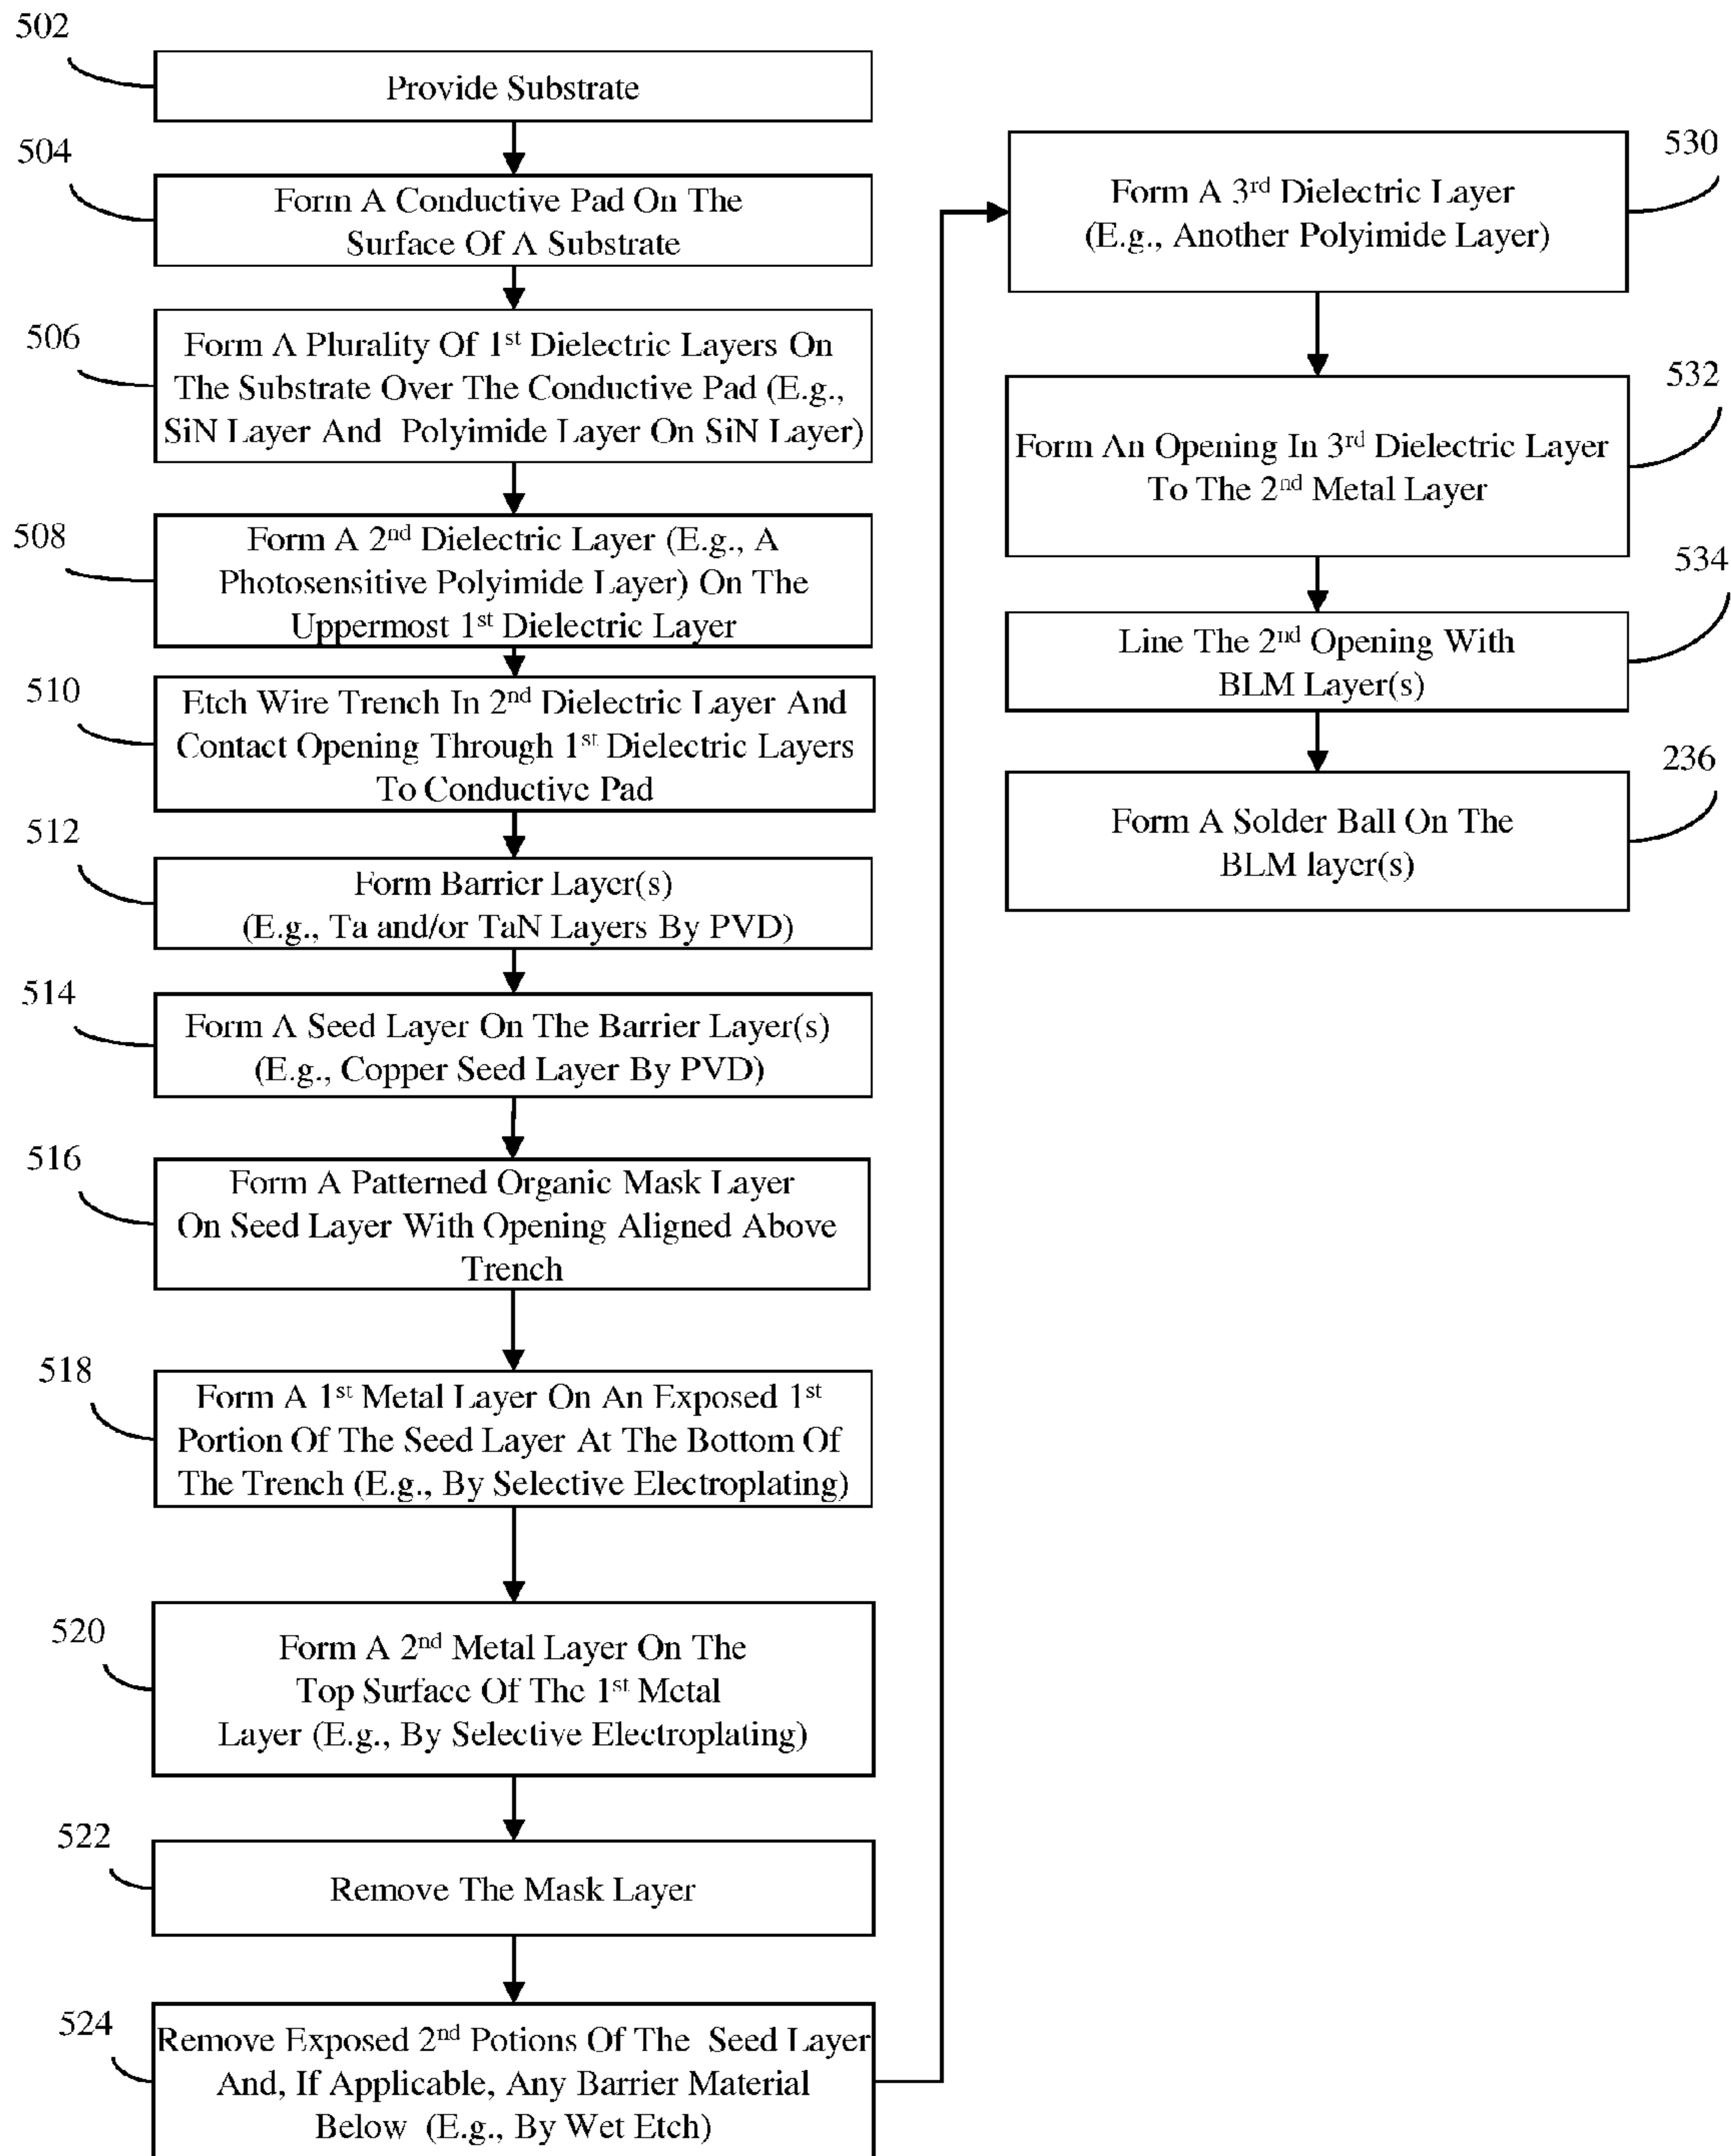 502
Provide Substrate
504
Form A Conductive Pad On The
Surface Of A Substrate
506
Form A Plurality Of 1st Dielectric Layers On
The Substrate Over The Conductive Pad (E.g.,
SiN Layer And Polyimide Layer On SiN Layer)
508
Form A 2nd Dielectric Layer (E.g., A
Photosensitive Polyimide Layer) On The
Uppermost 1st Dielectric Layer
510
Etch Wire Trench In 2nd Dielectric Layer And
Contact Opening Through 1st Dielectric Layers
To Conductive Pad
512
Form Barrier Layer(s)
(E.g., Ta and/or TaN Layers By PVD)
514
Form A Seed Layer On The Barrier Layer(s)
(E.g., Copper Seed Layer By PVD)
516
Form A Patterned Organic Mask Layer
On Seed Layer With Opening Aligned Above
Trench
518
Form A 1st Metal Layer On An Exposed 1st
Portion Of The Seed Layer At The Bottom Of
The Trench (E.g., By Selective Electroplating)
520
Form A 2nd Metal Layer On The
Top Surface Of The 1st Metal
Layer (E.g., By Selective Electroplating)
522
Remove The Mask Layer
524
Remove Exposed 2nd Potions Of The Seed Layer
And, If Applicable, Any Barrier Material
Below (E.g., By Wet Etch)
530
Form A 3rd Dielectric Layer
(E.g., Another Polyimide Layer)
532
Form An Opening In 3rd Dielectric Layer
To The 2nd Metal Layer
534
Line The 2nd Opening With
BLM Layer(s)
236
Form A Solder Ball On The
BLM layer(s)